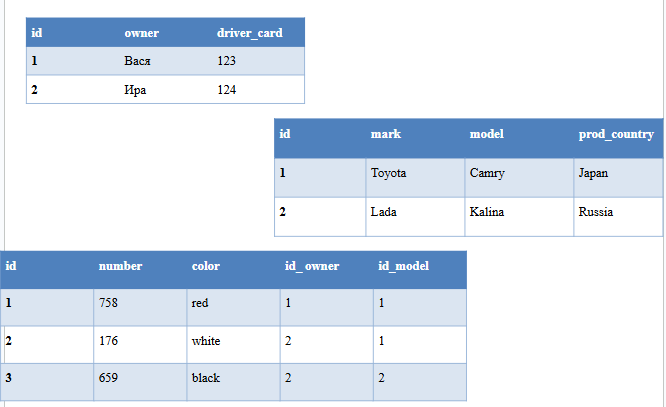 id owner driver_card
1 Вася 123
2 Ира 124
id mark model prod_country
1 Toyota Camry Japan
2 Lada Kalina Russia
id number color id_ owner id_model
1 758 red 1 1
2 176 white 2 1
3 659 black 2 2